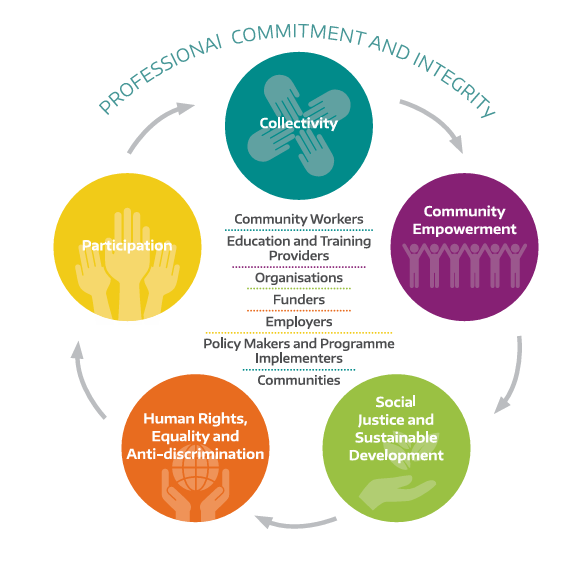 PROFESSIONAL COMMITMENT AND INTEGRITY
Collectivity
Community
Empowerment
Social
Justice and
Sustainable
Development
Human Rights,
Equality and
Anti-discrimination
Participation
Community Workers
Education and Training
Providers
Organisations
Funders
Employers
Policy Makers and Programme
Implementers
Communities